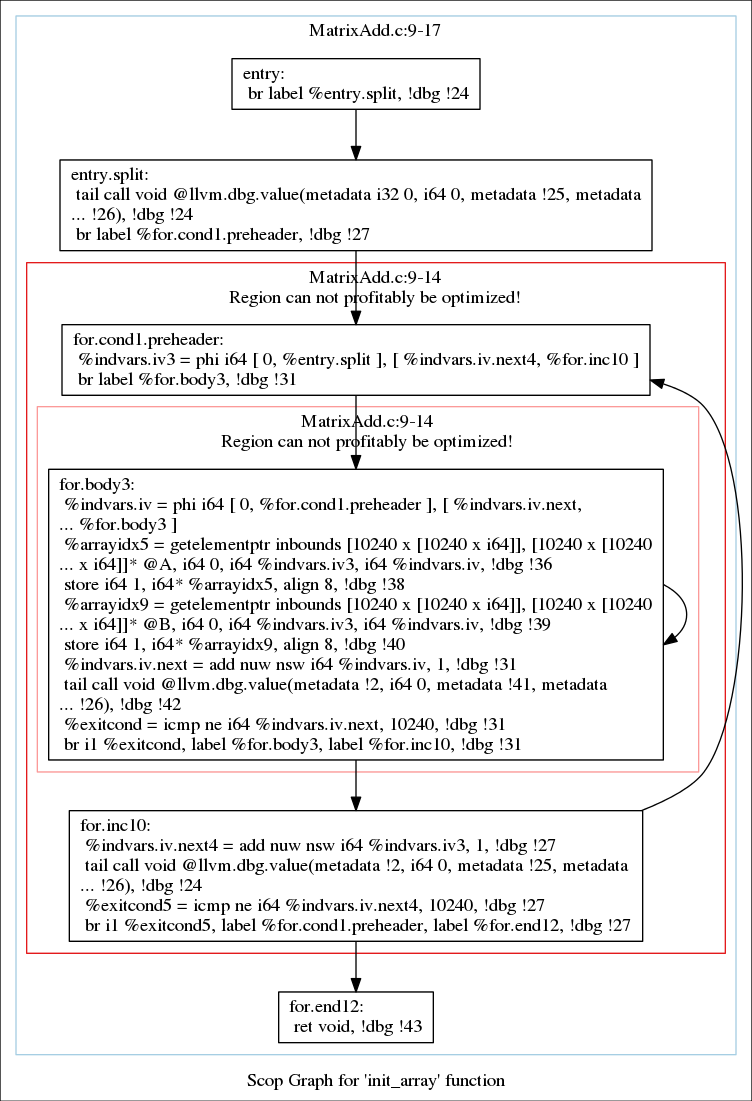 MatrixAdd.c:9-17
entry:
br label %entry.split, !dbg !24
entry.split:
tail call void @llvm.dbg.value(metadata i32 0, i64 0, metadata !25, metadata
... !26), !dbg !24
br label %for.cond1.preheader, !dbg !27
MatrixAdd.c:9-14
Region can not profitably be optimized!
for.cond1.preheader:
%indvars.iv3 = phi i64 [ 0, %entry.split ], [ %indvars.iv.next4, %for.inc10 ]
br label %for.body3, !dbg !31
MatrixAdd.c:9-14
Region can not profitably be optimized!
for.body3:
%indvars.iv = phi i64 [ 0, %for.cond1.preheader ], [ %indvars.iv.next,
... %for.body3 ]
%arrayidx5 = getelementptr inbounds [10240 x [10240 x i64]], [10240 x [10240
... x i64]]* @A, i64 0, i64 %indvars.iv3, i64 %indvars.iv, !dbg !36
store i64 1, i64* %arrayidx5, align 8, !dbg !38
%arrayidx9 = getelementptr inbounds [10240 x [10240 x i64]], [10240 x [10240
... x i64]]* @B, i64 0, i64 %indvars.iv3, i64 %indvars.iv, !dbg !39
store i64 1, i64* %arrayidx9, align 8, !dbg !40
%indvars.iv.next = add nuw nsw i64 %indvars.iv, 1, !dbg !31
tail call void @llvm.dbg.value(metadata !2, i64 0, metadata !41, metadata
... !26), !dbg !42
%exitcond = icmp ne i64 %indvars.iv.next, 10240, !dbg !31
br i1 %exitcond, label %for.body3, label %for.inc10, !dbg !31
for.inc10:
%indvars.iv.next4 = add nuw nsw i64 %indvars.iv3, 1, !dbg !27
tail call void @llvm.dbg.value(metadata !2, i64 0, metadata !25, metadata
... !26), !dbg !24
%exitcond5 = icmp ne i64 %indvars.iv.next4, 10240, !dbg !27
br i1 %exitcond5, label %for.cond1.preheader, label %for.end12, !dbg !27
for.end12:
ret void, !dbg !43
Scop Graph for 'init_array' function